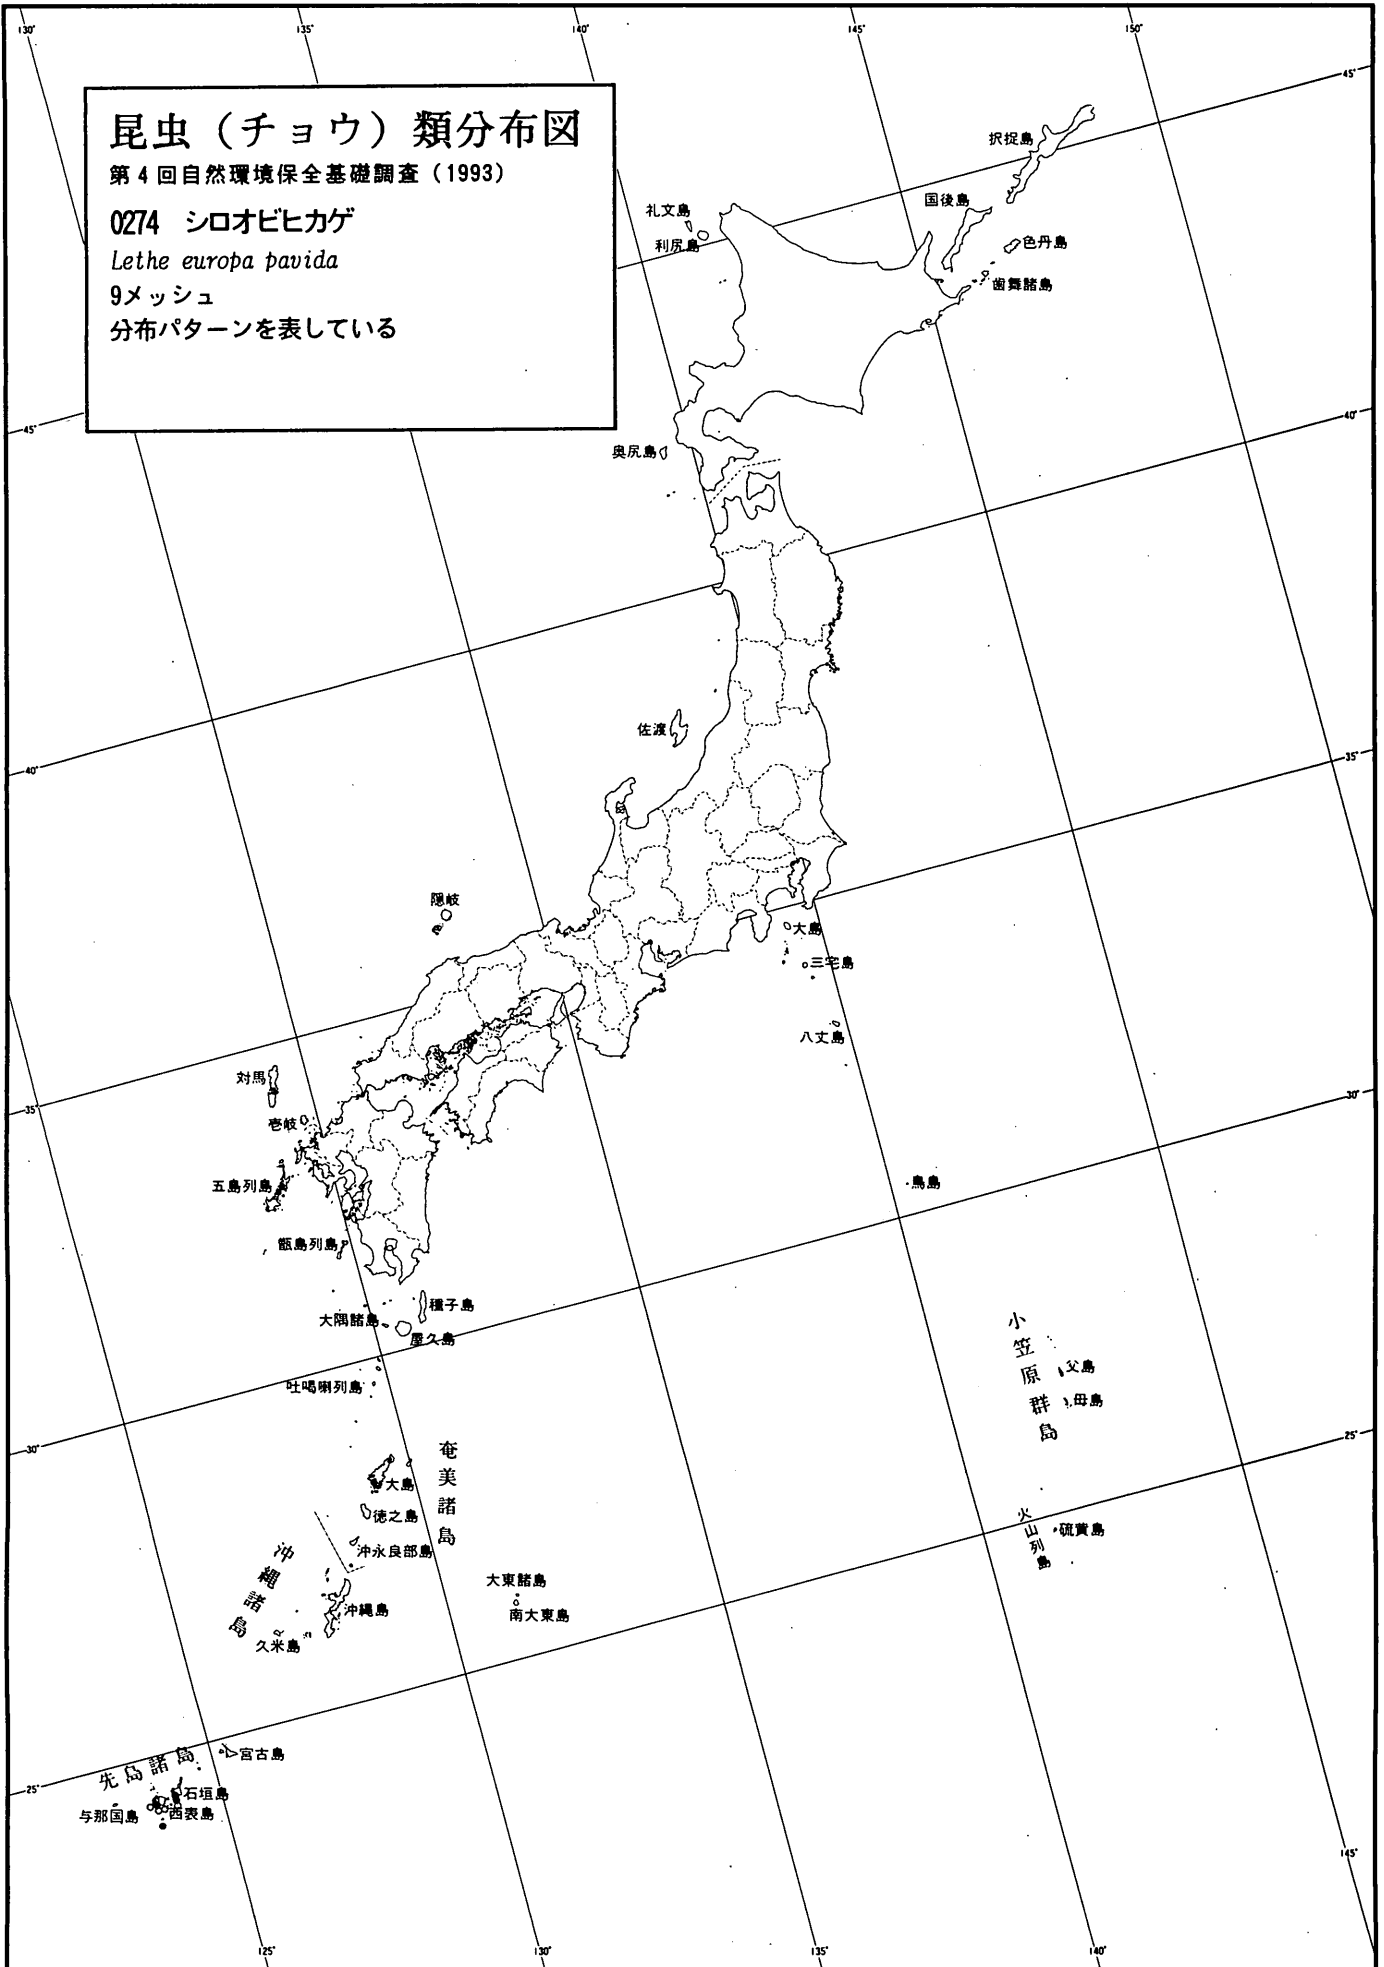 130°
135°
140°
145°
150°
45°
昆虫（チョウ）類分布図
第4回自然環境保全基礎調査（1993）
0274 シロオビヒカゲ
Lethe europa pavida
9メッシュ
分布パターンを表している
択捉島
国後島
礼文島
利尻島
色丹島
歯舞諸島
45°
40°
奥尻島
佐渡
40°
35°
隠岐
大島
三宅島
八丈島
対馬
35°
30°
壱岐
五島列島
鳥島
甑島列島
種子島
大隅諸島
屋久島
小笠原群島
父島
吐噶喇列島
母島
30°
25°
奄美諸島
大島
徳之島
火山列島
硫黄島
沖縄諸島
沖永良部島
大東諸島
沖縄島
南大東島
久米島
先島諸島
宮古島
25°
石垣島
与那国島
西表島
145°
125°
130°
135°
140°